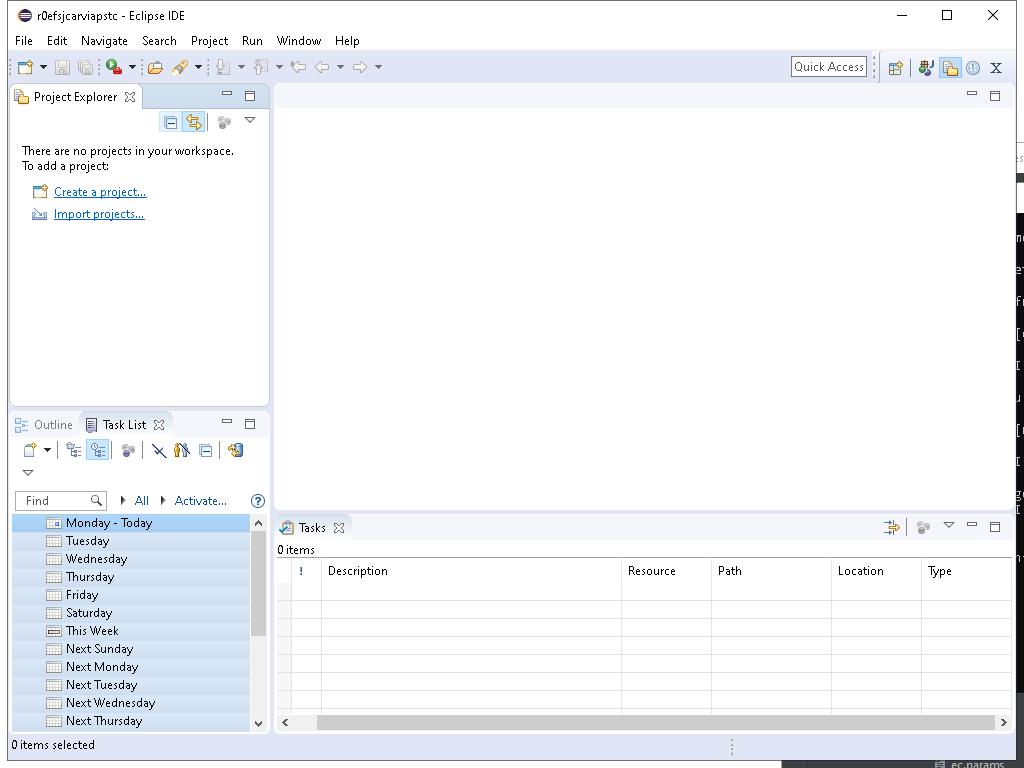 r0efsjcarviapstc - Eclipse IDE
File Edit Navigate Search Project Run Window Help
Quick Access
Project Explorer
There are no projects in your workspace.
To add a project:
Create a project...
Import projects...
Outline Task List
Find All Activate...
Monday - Today
Tuesday
Wednesday
Thursday
Friday
Saturday
This Week
Next Sunday
Next Monday
Next Tuesday
Next Wednesday
Next Thursday
Tasks
0 items
! Description Resource Path Location Type
0 items selected
ec.params